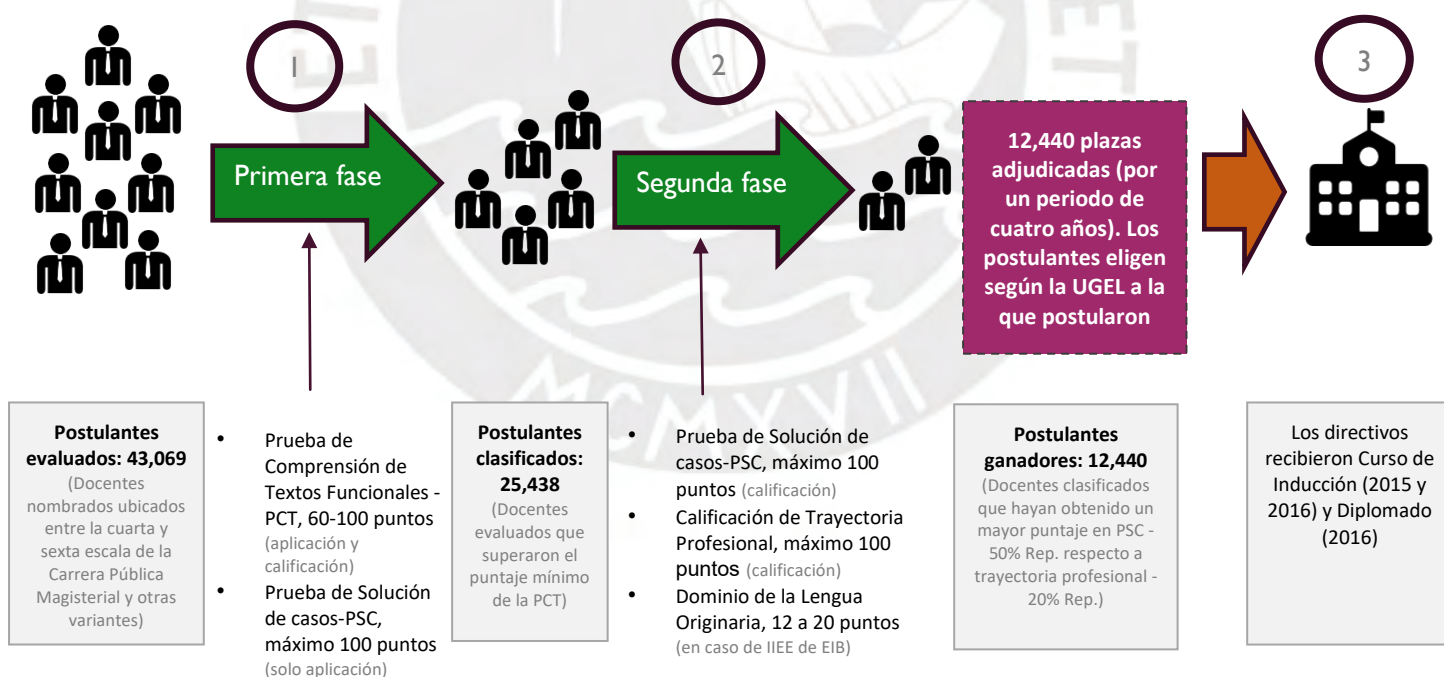 1
2
3
Primera fase
Segunda fase
12,440 plazas
adjudicadas (por
un periodo de
cuatro años). Los
postulantes eligen
según la UGEL a la
que postularon
Postulantes
evaluados: 43,069
(Docentes
nombrados ubicados
entre la cuarta y
sexta escala de la
Carrera Pública
Magisterial y otras
variantes)
• Prueba de
Comprensión de
Textos Funcionales -
PCT, 60-100 puntos
(aplicación y
calificación)
• Prueba de Solución
de casos-PSC,
máximo 100 puntos
(solo aplicación)
Postulantes
clasificados:
25,438
(Docentes
evaluados que
superaron el
puntaje mínimo
de la PCT)
• Prueba de Solución de
casos-PSC, máximo 100
puntos (calificación)
• Calificación de Trayectoria
Profesional, máximo 100
puntos (calificación)
• Dominio de la Lengua
Originaria, 12 a 20 puntos
(en caso de IIEE de EIB)
Postulantes
ganadores: 12,440
(Docentes clasificados
que hayan obtenido un
mayor puntaje en PSC -
50% Rep. respecto a
trayectoria profesional -
20% Rep.)
Los directivos
recibieron Curso de
Inducción (2015 y
2016) y Diplomado
(2016)
ET
MCMXVII